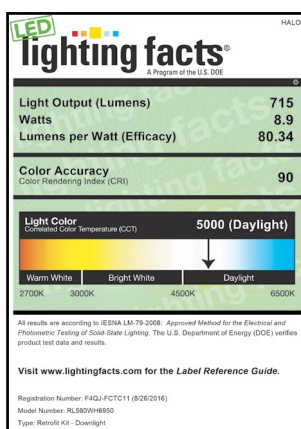 HALO
LED
lighting facts®
A Program of the U.S. DOE
Light Output (Lumens) 715
Watts 8.9
Lumens per Watt (Efficacy) 80.34
Color Accuracy 90
Color Rendering Index (CRI)
Light Color 5000 (Daylight)
Correlated Color Temperature (CCT)
Warm White Bright White Daylight
2700K 3000K 4500K 6500K
All results are according to IESNA LM-79-2008: Approved Method for the Electrical and
Photometric Testing of Solid-State Lighting. The U.S. Department of Energy (DOE) verifies
product test data and results.
Visit www.lightingfacts.com for the Label Reference Guide.
Registration Number: F4QJ-FCTC11 (8/26/2016)
Model Number: RL560WH6950
Type: Retrofit Kit - Downlight